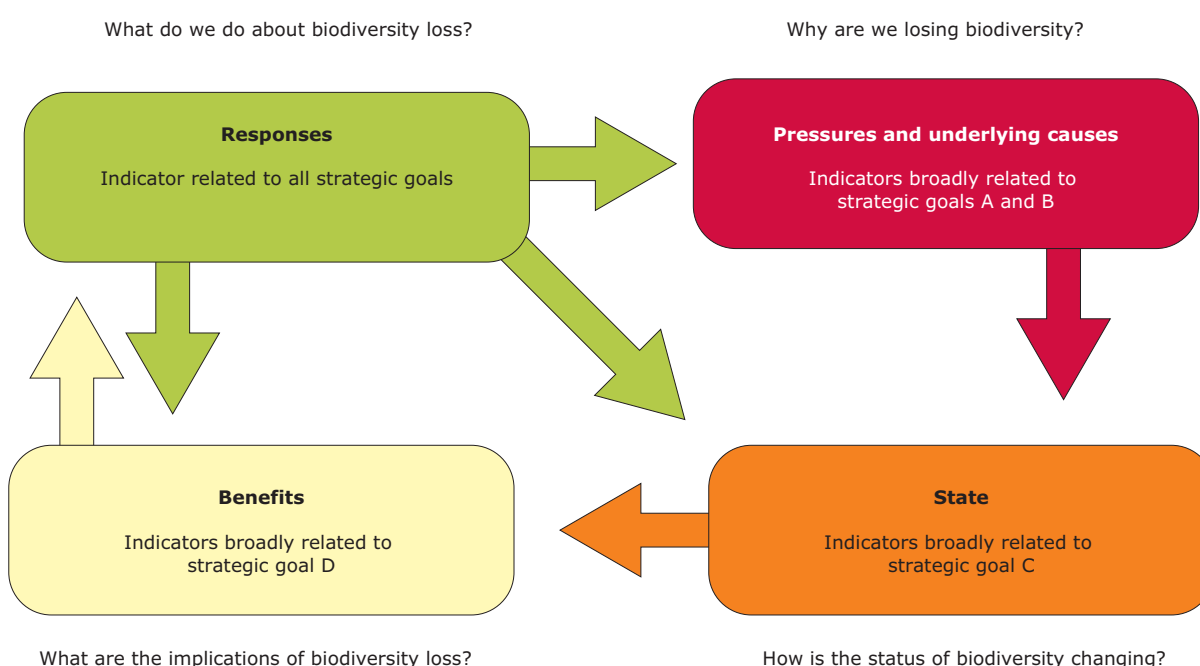 What do we do about biodiversity loss?
Why are we losing biodiversity?
Responses
Indicator related to all strategic goals
Pressures and underlying causes
Indicators broadly related to
strategic goals A and B
Benefits
Indicators broadly related to
strategic goal D
State
Indicators broadly related to
strategic goal C
What are the implications of biodiversity loss?
How is the status of biodiversity changing?